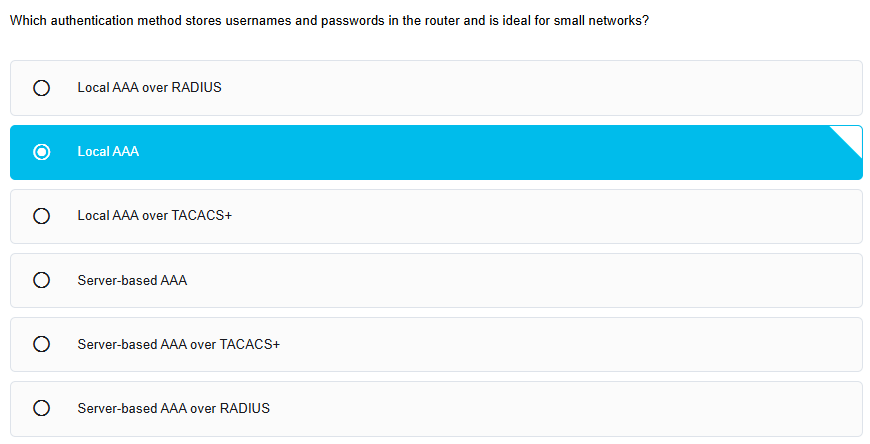 Which authentication method stores usernames and passwords in the router and is ideal for small networks?
Local AAA over RADIUS
Local AAA
Local AAA over TACACS+
Server-based AAA
Server-based AAA over TACACS+
Server-based AAA over RADIUS